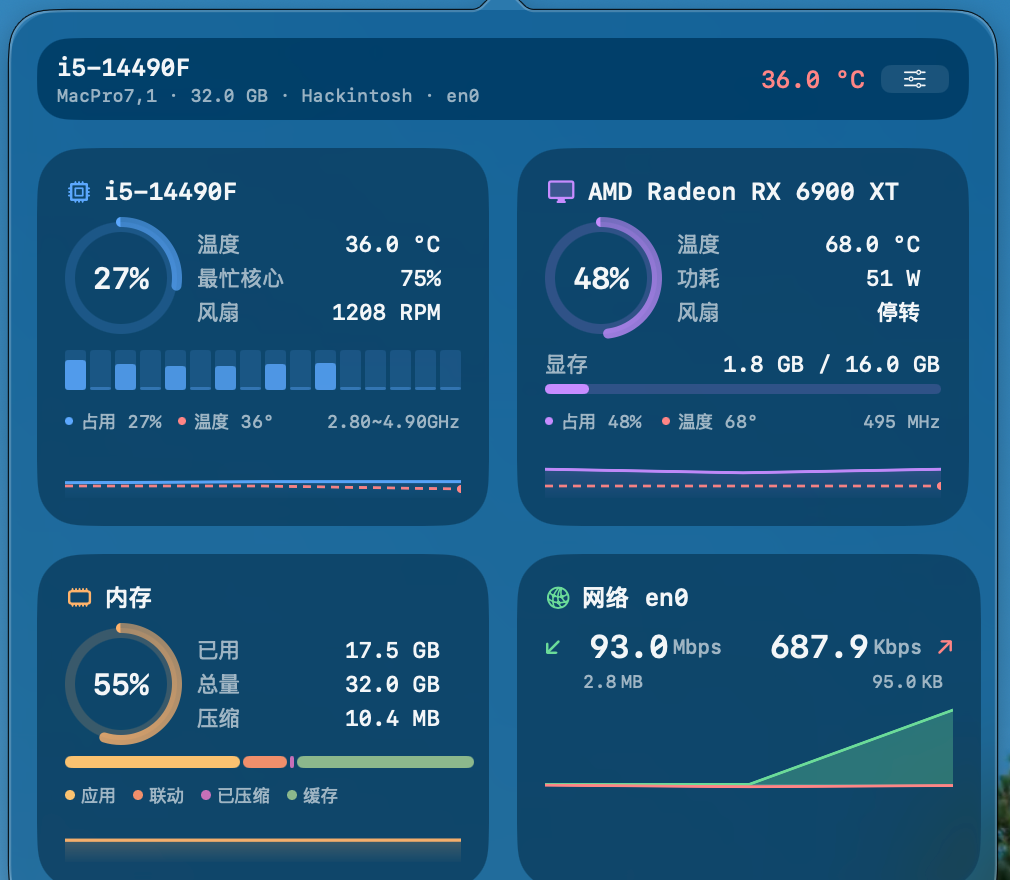 i5-14490F
MacPro7,1 · 32.0 GB · Hackintosh · en0
36.0 °C
i5-14490F
27%
温度 36.0 °C
最忙核心 75%
风扇 1208 RPM
占用 27% 温度 36° 2.80~4.90GHz
AMD Radeon RX 6900 XT
48%
温度 68.0 °C
功耗 51 W
风扇 停转
显存 1.8 GB / 16.0 GB
占用 48% 温度 68° 495 MHz
内存
55%
已用 17.5 GB
总量 32.0 GB
压缩 10.4 MB
应用 联动 已压缩 缓存
网络 en0
93.0 Mbps 687.9 Kbps
2.8 MB 95.0 KB